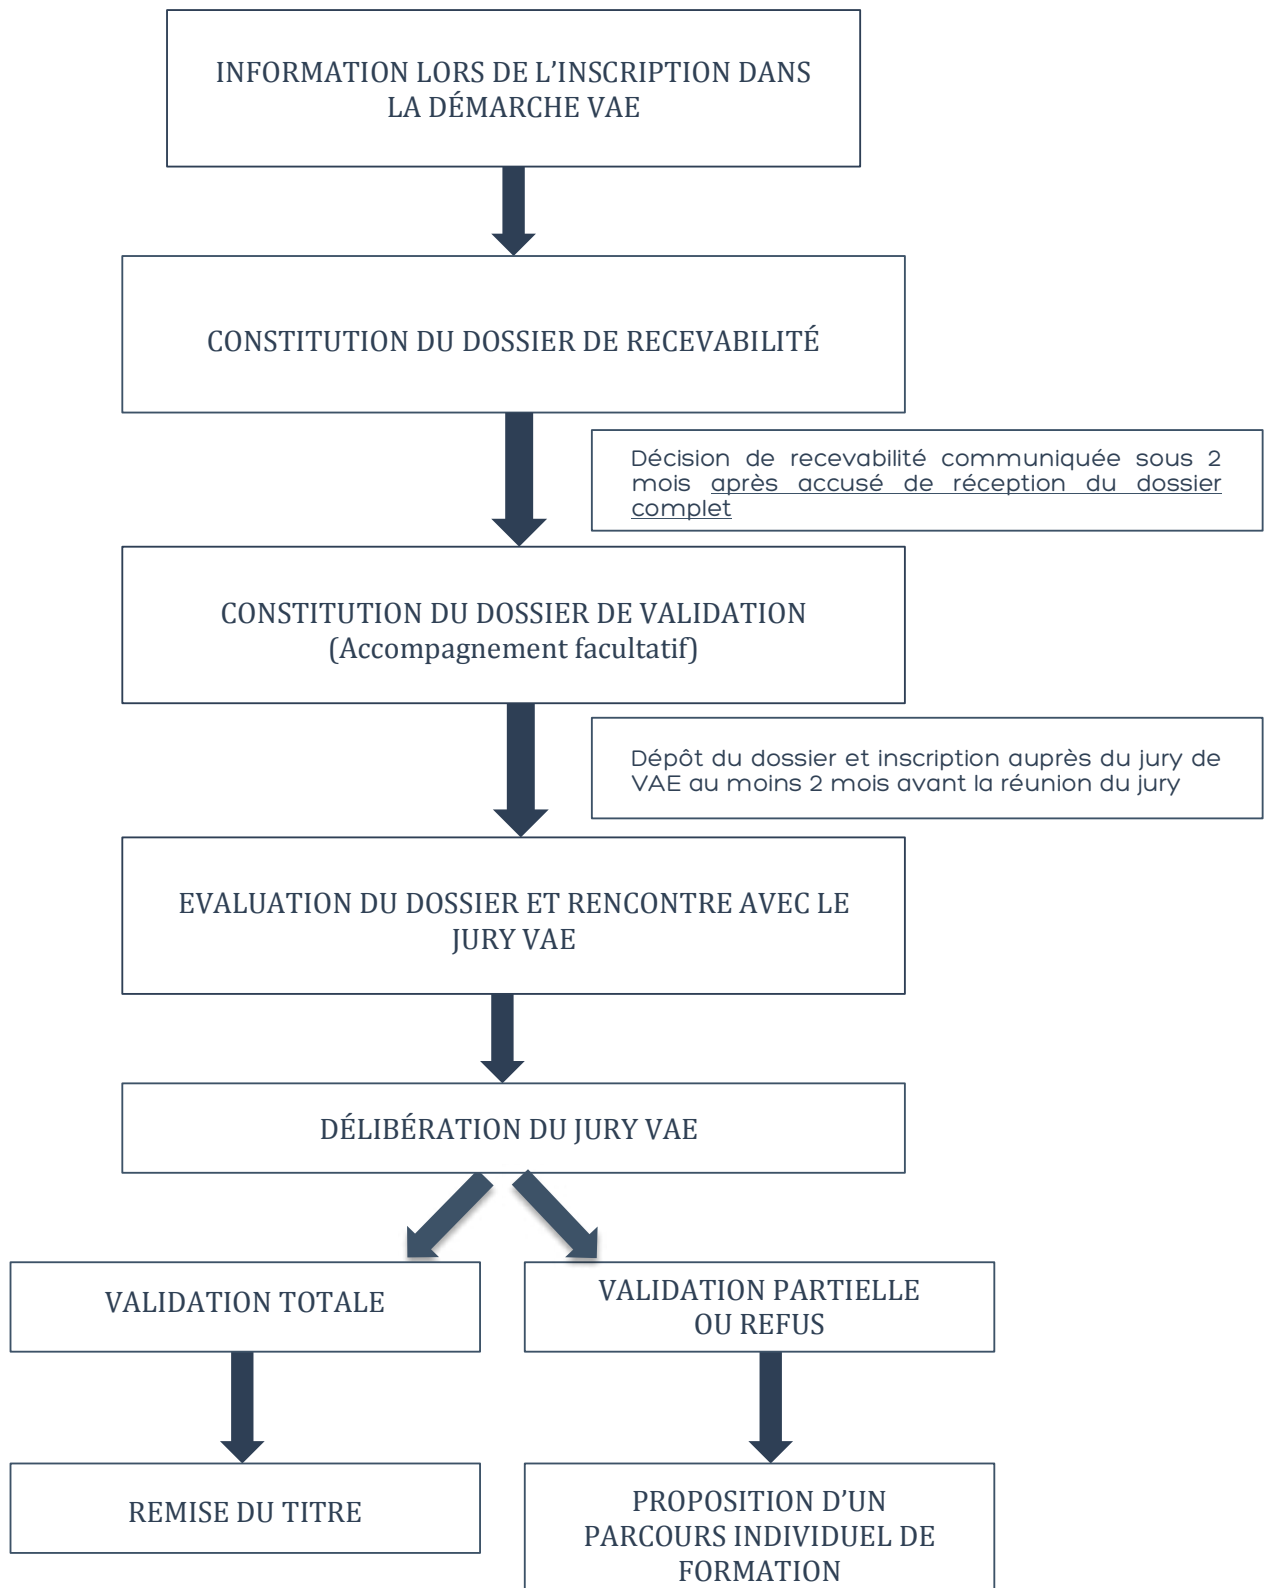 INFORMATION LORS DE L’INSCRIPTION DANS
LA DÉMARCHE VAE
CONSTITUTION DU DOSSIER DE RECEVABILITÉ
Décision de recevabilité communiquée sous 2
mois après accusé de réception du dossier
complet
CONSTITUTION DU DOSSIER DE VALIDATION
(Accompagnement facultatif)
Dépôt du dossier et inscription auprès du jury de
VAE au moins 2 mois avant la réunion du jury
EVALUATION DU DOSSIER ET RENCONTRE AVEC LE
JURY VAE
DÉLIBÉRATION DU JURY VAE
VALIDATION TOTALE
VALIDATION PARTIELLE
OU REFUS
REMISE DU TITRE
PROPOSITION D’UN
PARCOURS INDIVIDUEL DE
FORMATION